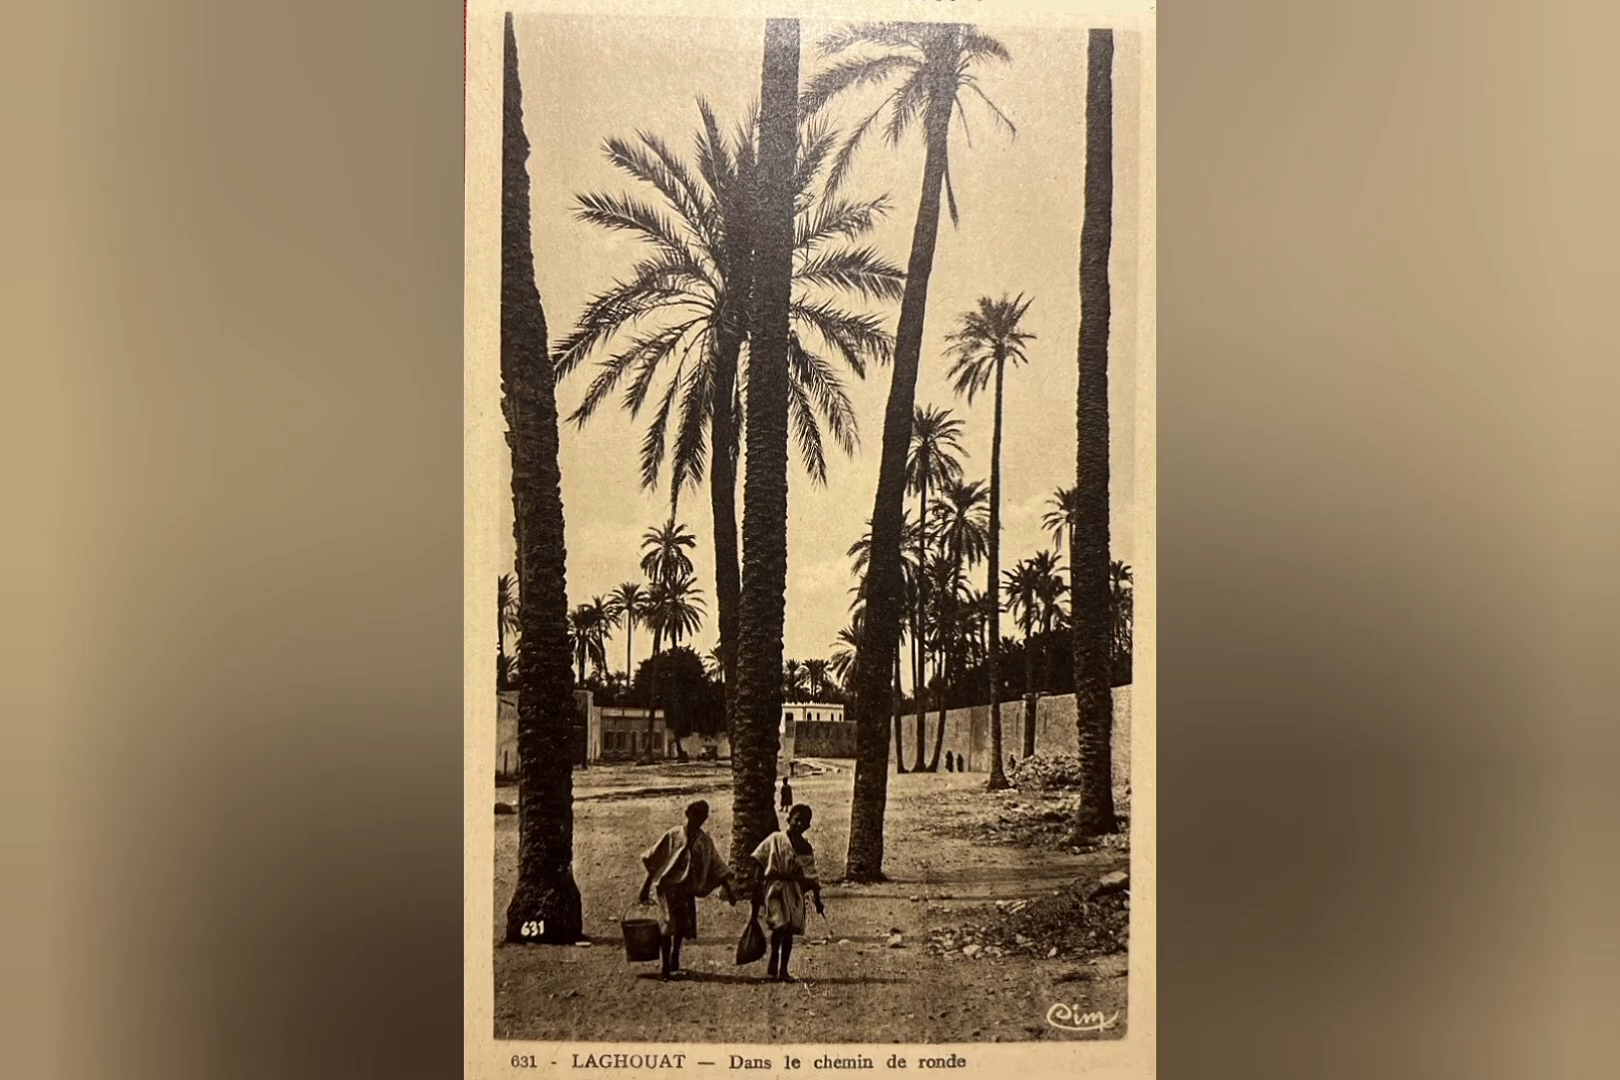 631
Cim
631 - LAGHOUAT — Dans le chemin de ronde